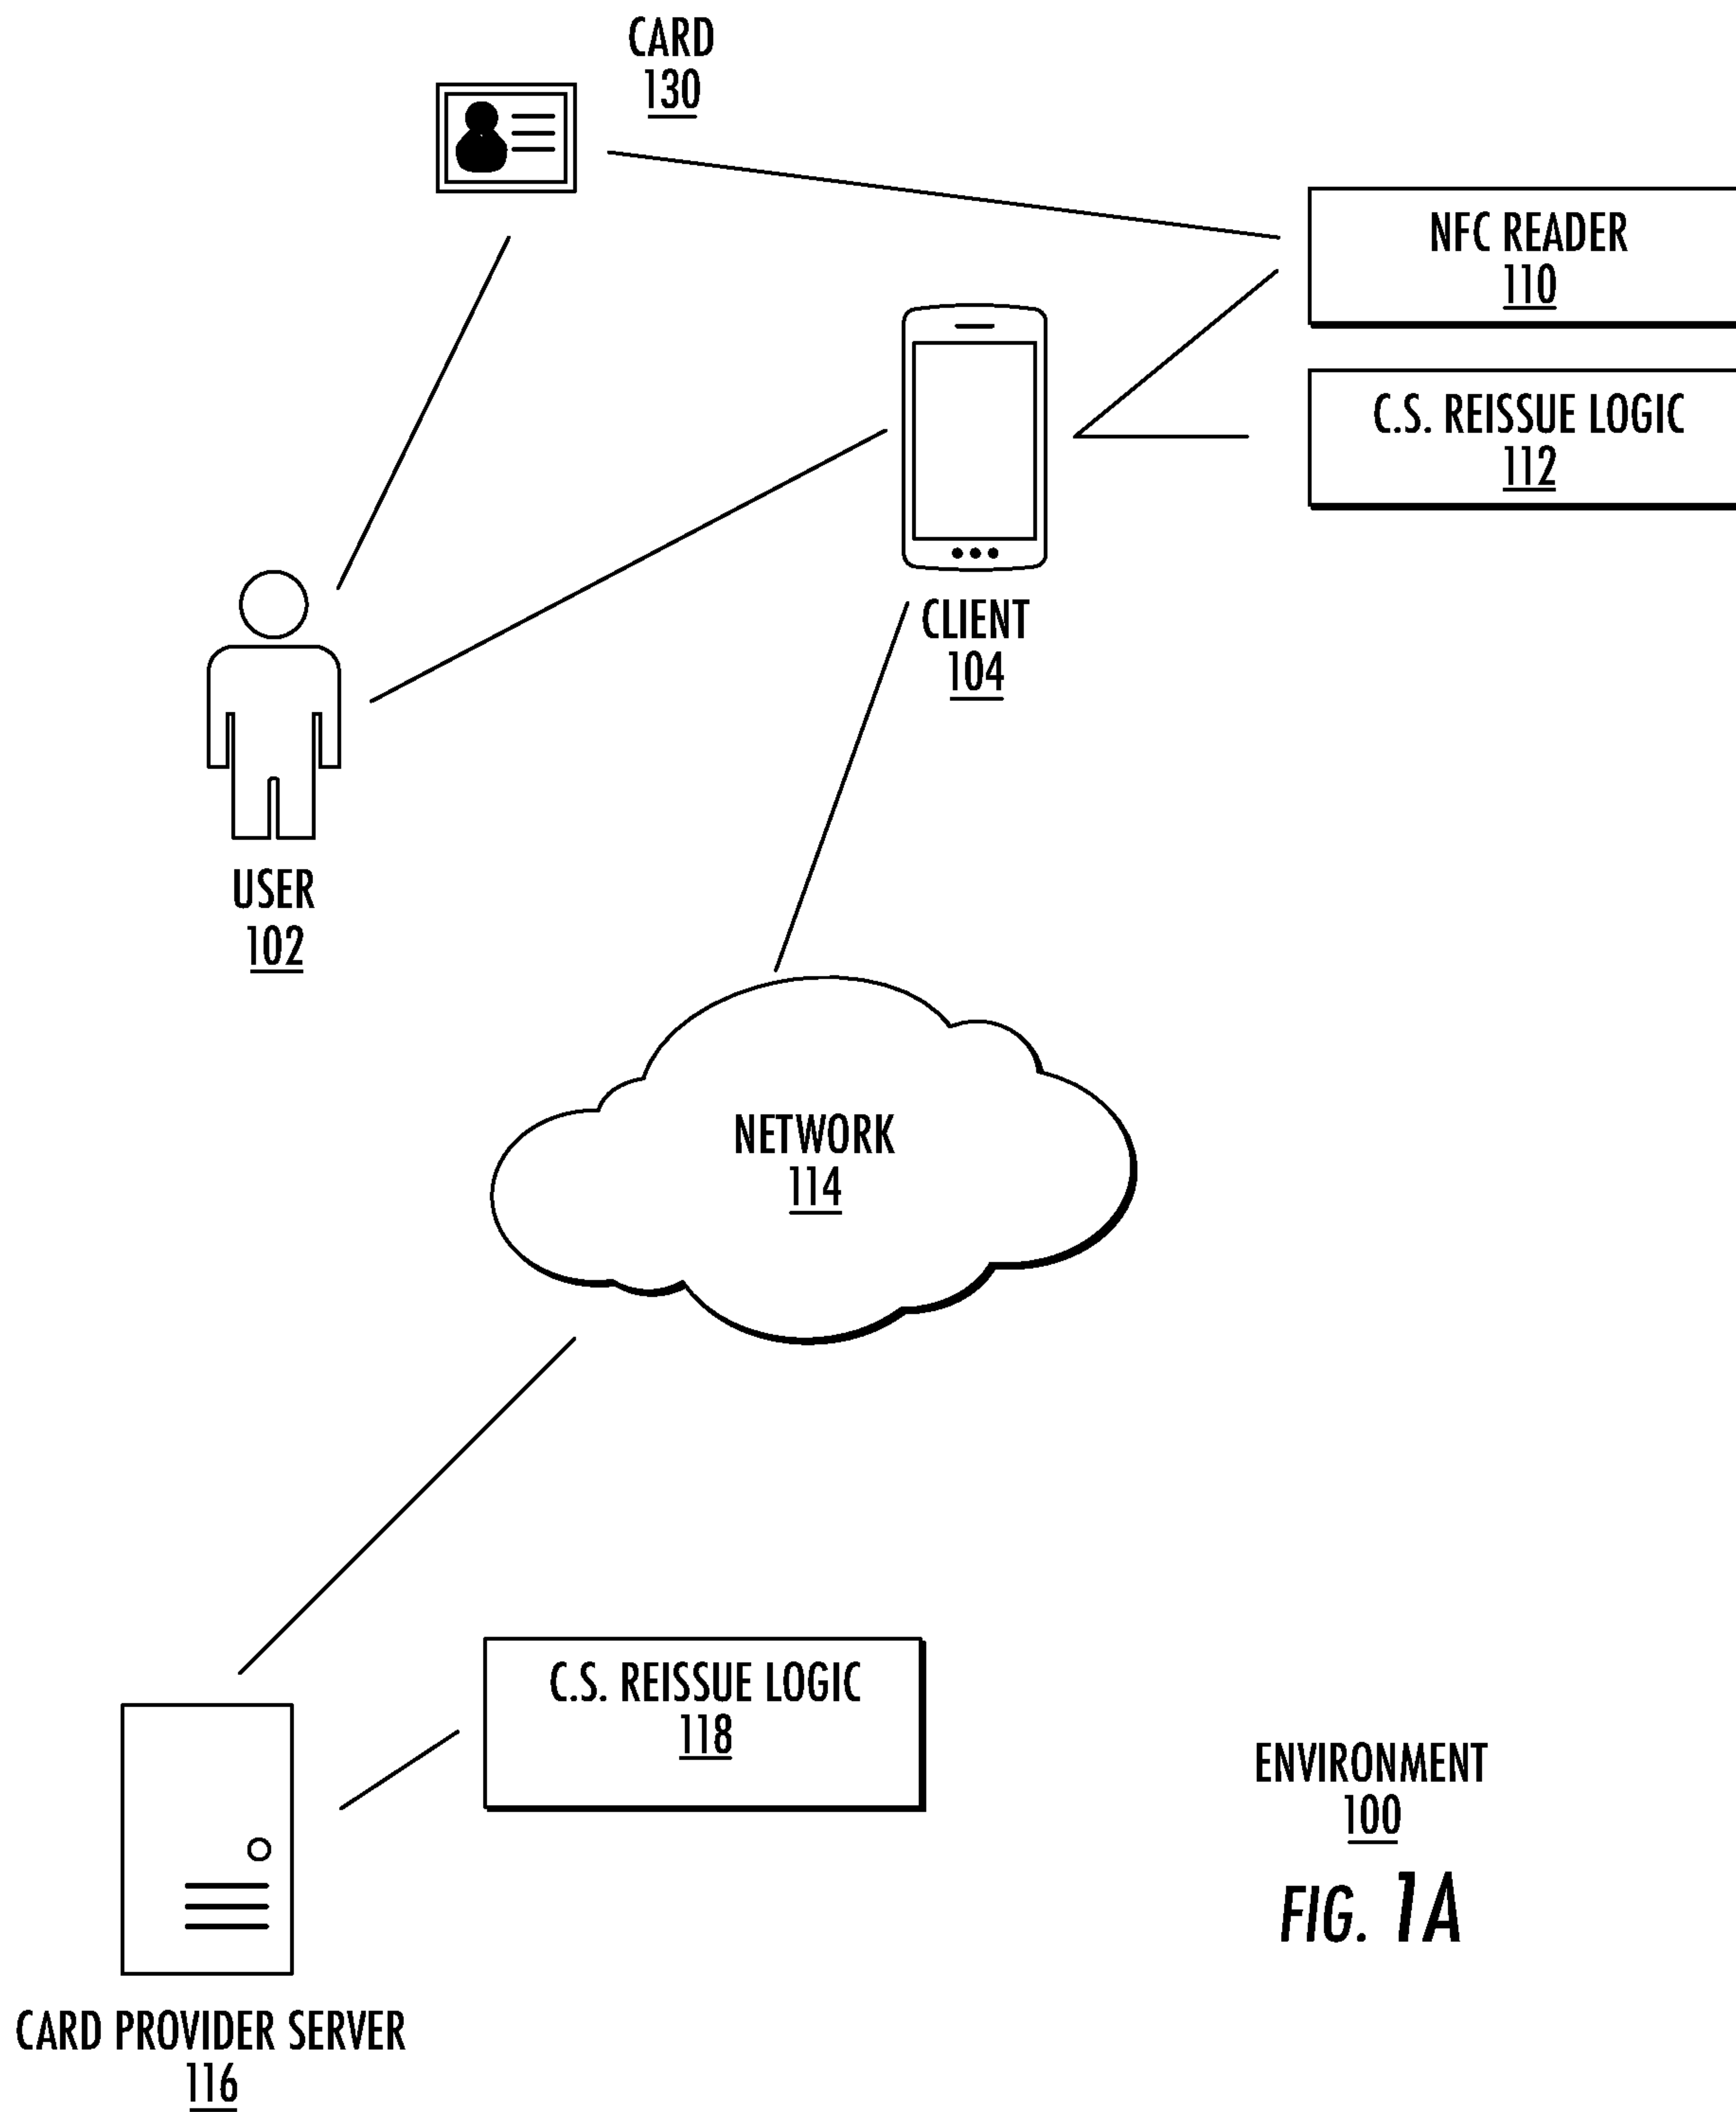 CARD
130
NFC READER
110
C.S. REISSUE LOGIC
112
CLIENT
104
USER
102
NETWORK
114
C.S. REISSUE LOGIC
118
ENVIRONMENT
100
FIG. 1A
CARD PROVIDER SERVER
116